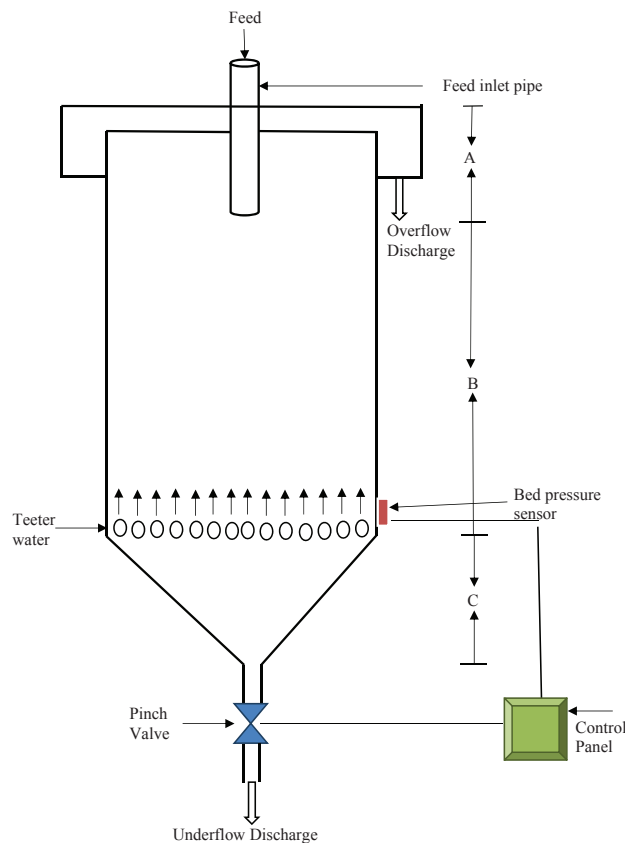 Feed
Feed inlet pipe
A
Overflow
Discharge
B
Bed pressure
sensor
Teeter
water
C
Pinch
Valve
Control
Panel
Underflow Discharge